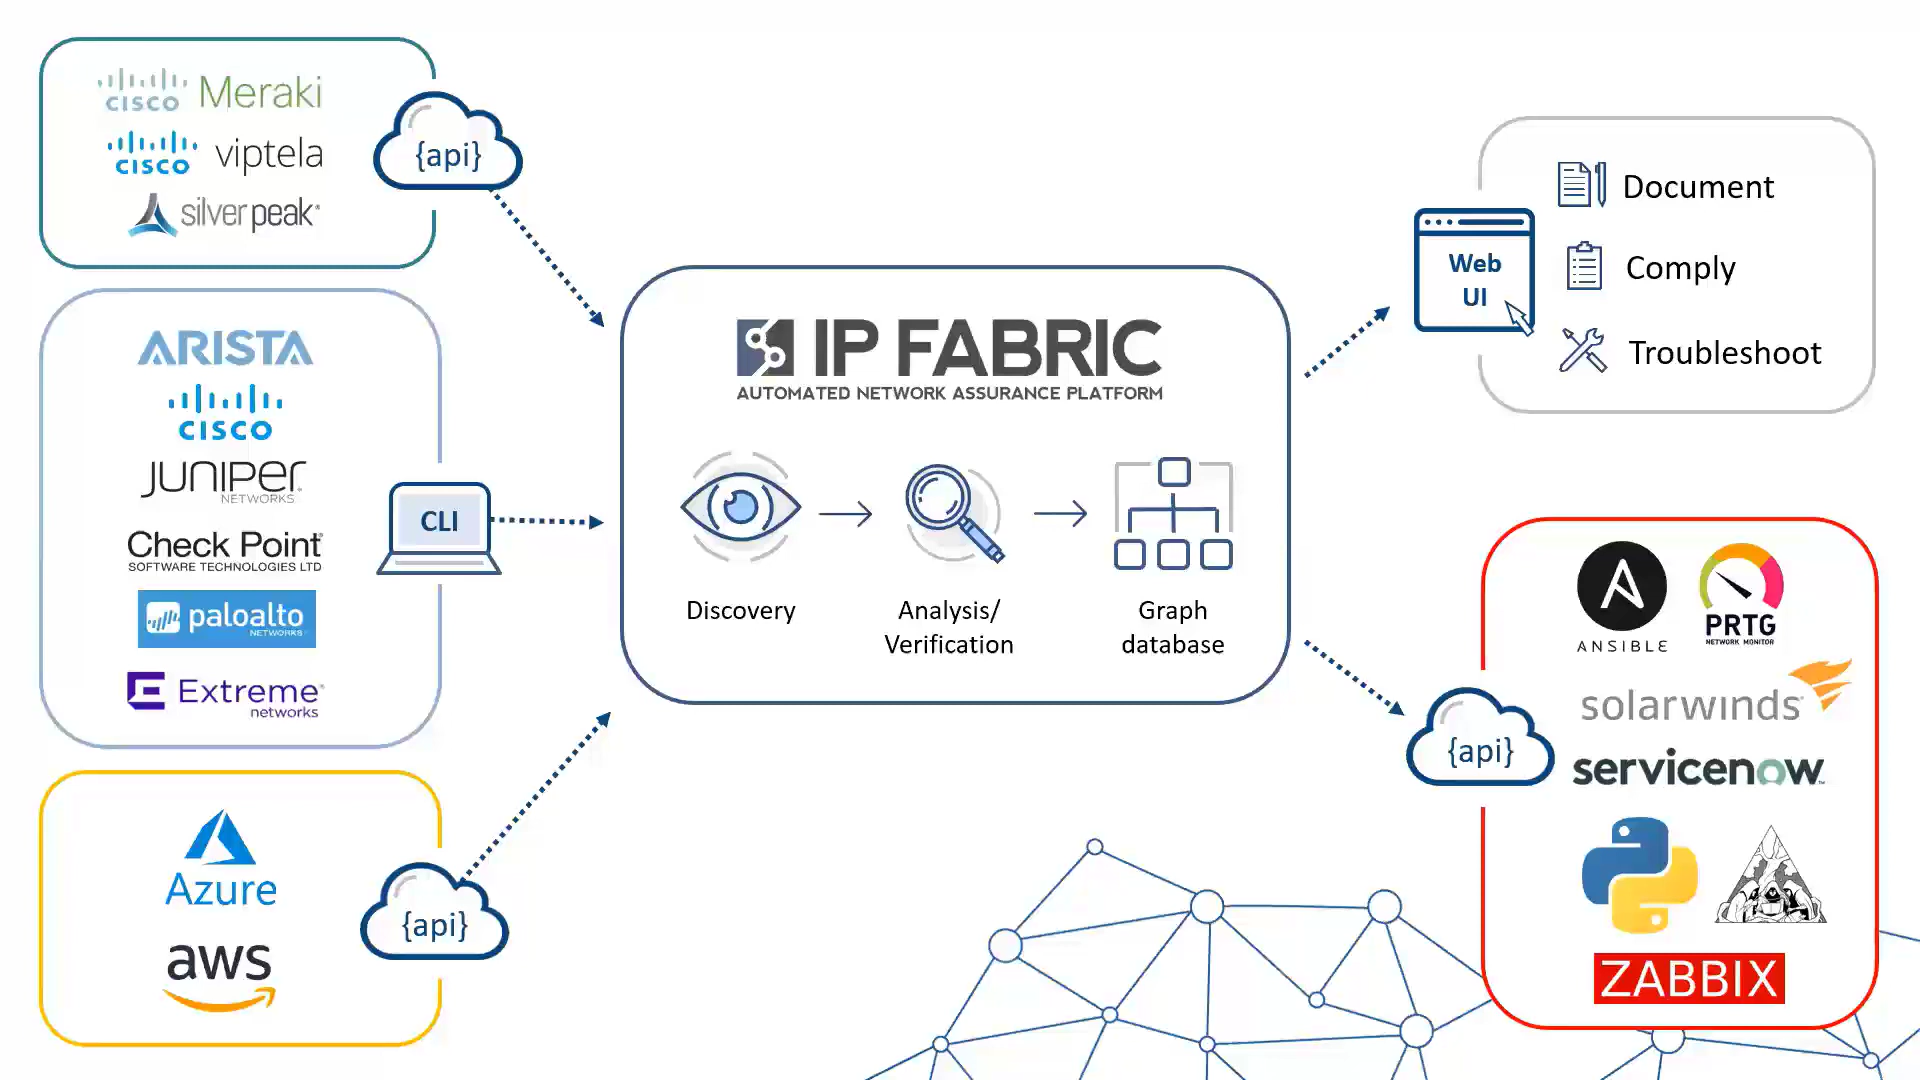 CISCO Meraki
CISCO viptela
silver peak
{api}
ARISTA
CISCO
JUNIPER
NETWORKS
Check Point
SOFTWARE TECHNOLOGIES LTD
paloalto
NETWORKS
Extreme
networks
CLI
Azure
aws
{api}
IP FABRIC
AUTOMATED NETWORK ASSURANCE PLATFORM
Discovery
Analysis/
Verification
Graph
database
Web
UI
Document
Comply
Troubleshoot
{api}
ANSIBLE
PRTG
NETWORK MONITOR
solarwinds
servicenow
ZABBIX